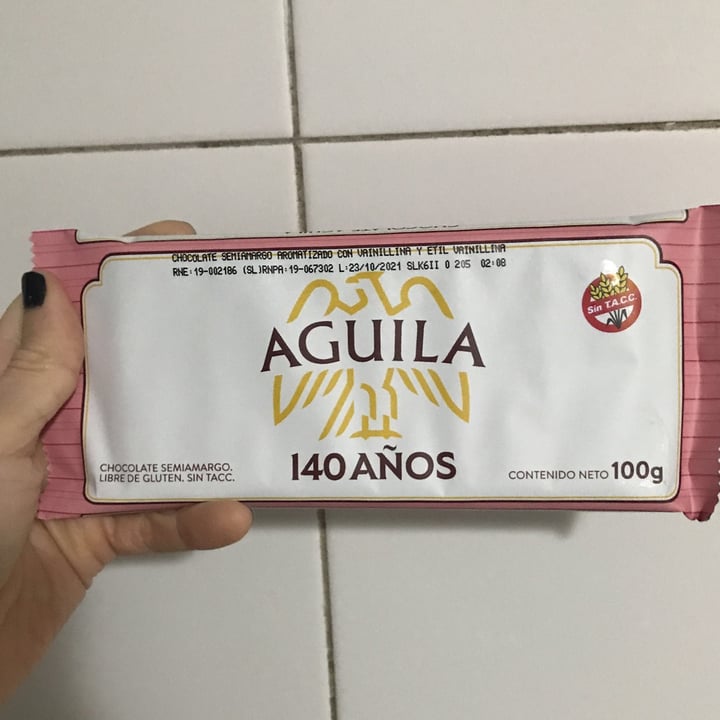 CHOCOLATE SEMIAMARGO AROMATIZADO CON VAINILLINA Y ETIL VAINILLINA
RNE:19-002186 (SL)RNPA:19-067302 L:23/10/2021 SLK6II 0 205 02:08
Sin T.A.C.C.
AGUILA
140 AÑOS
CHOCOLATE SEMIAMARGO.
LIBRE DE GLUTEN. SIN TACC.
CONTENIDO NETO 100g